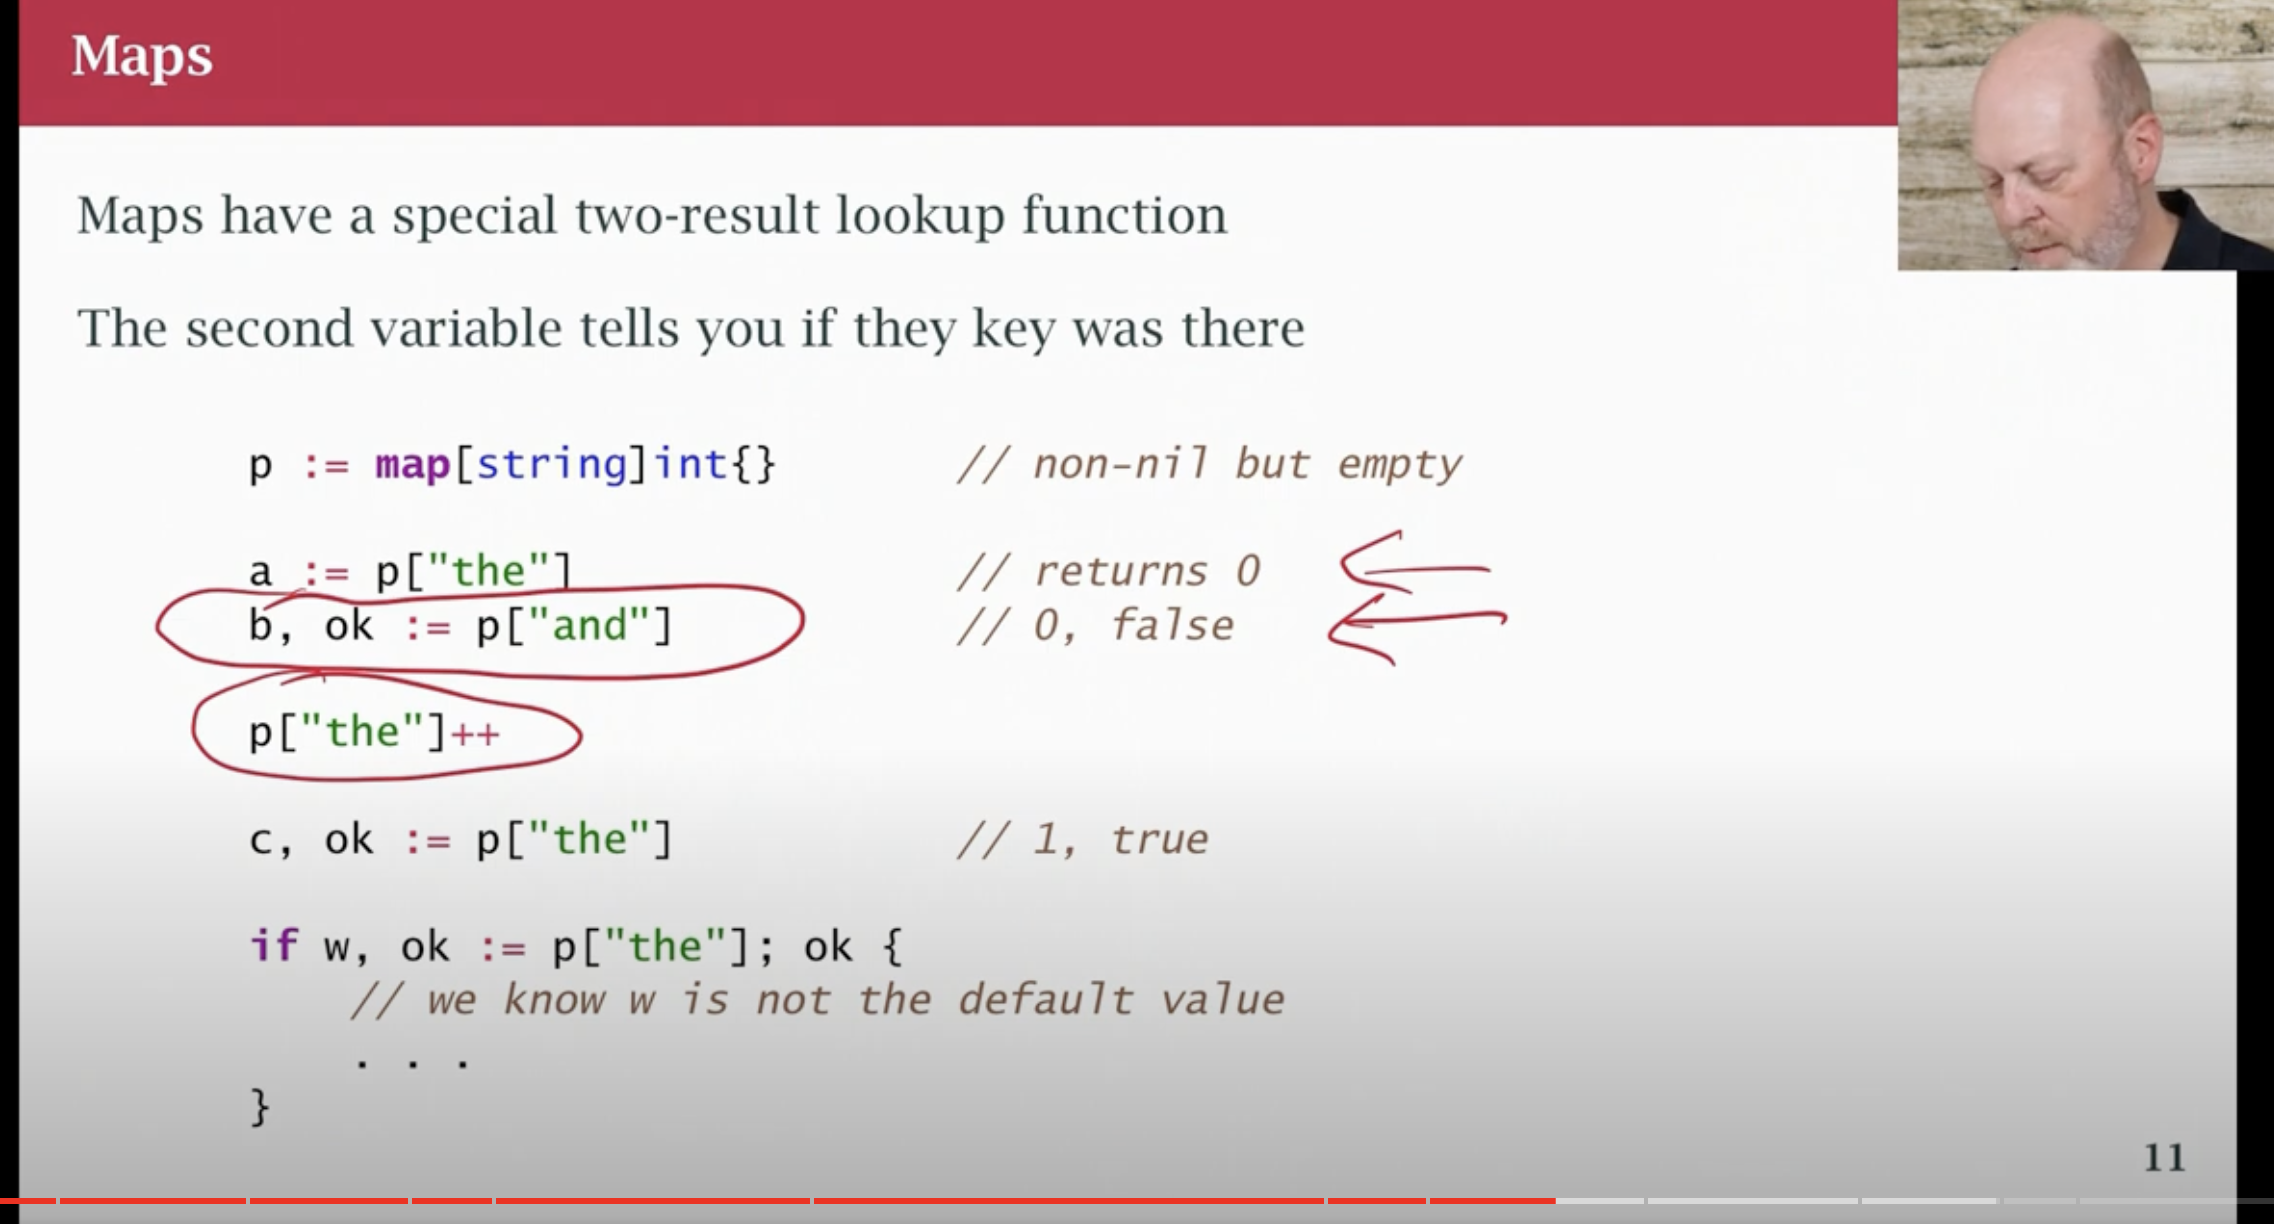 Maps
Maps have a special two-result lookup function
The second variable tells you if they key was there
p := map[string]int{} // non-nil but empty
a := p["the"] // returns 0
b, ok := p["and"] // 0, false
p["the"]++
c, ok := p["the"] // 1, true
if w, ok := p["the"]; ok {
// we know w is not the default value
. . .
}
11